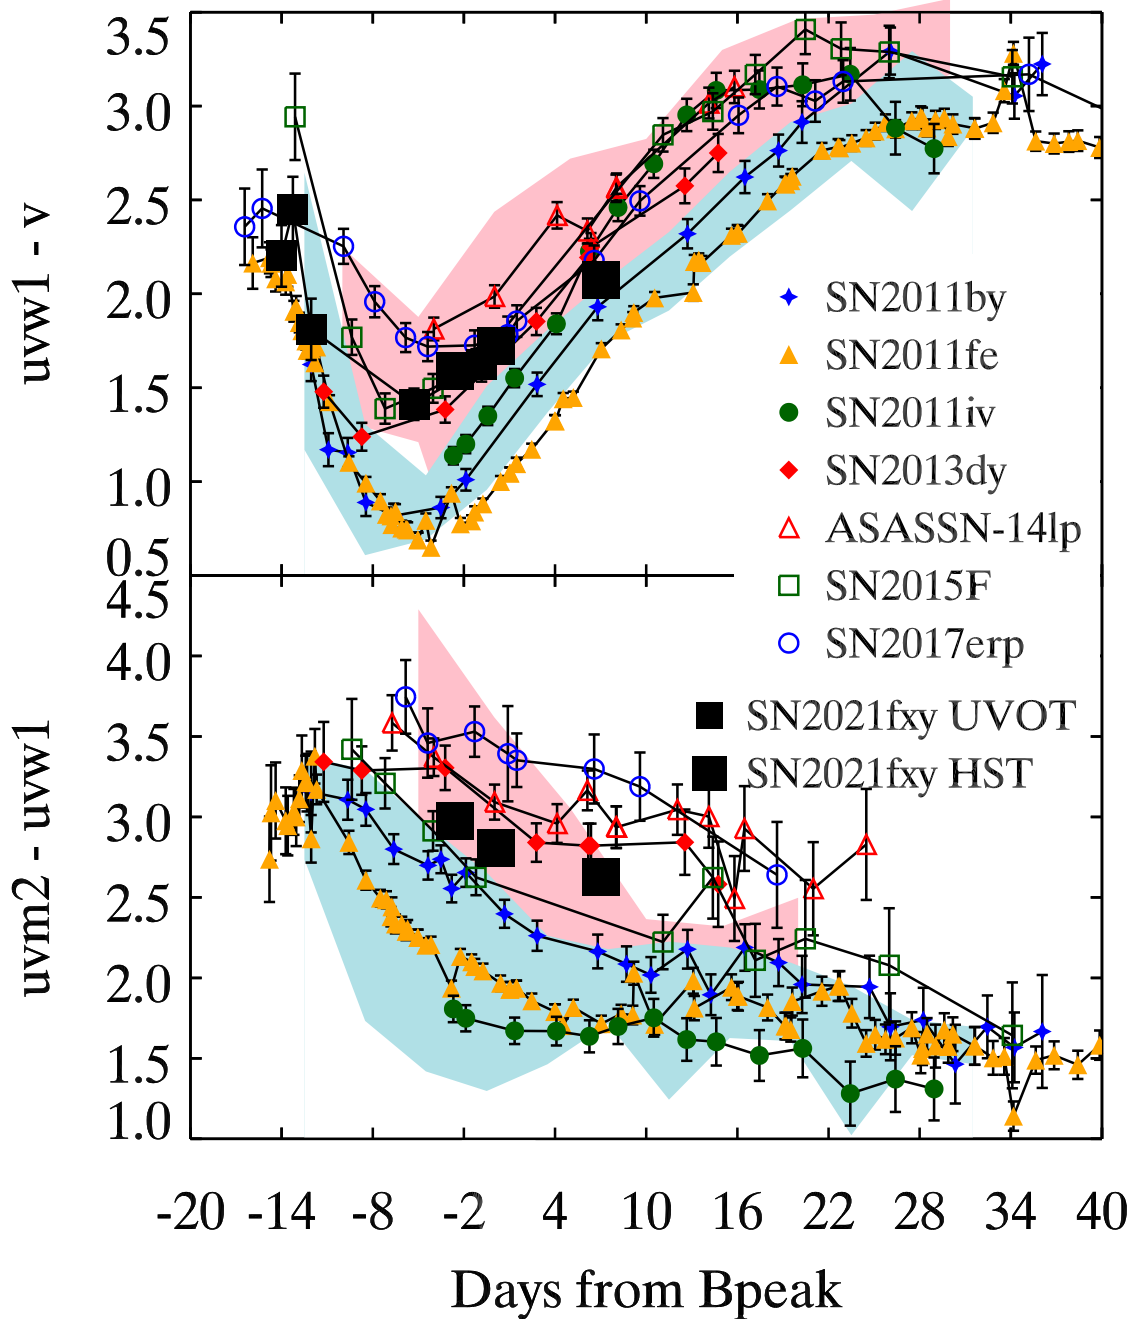 3.5
3.0
2.5
2.0
1.5
1.0
0.5
uvw1 - v
SN2011by
SN2011fe
SN2011iv
SN2013dy
ASASSN-14lp
SN2015F
SN2017erp
SN2021fxy UVOT
SN2021fxy HST
4.5
4.0
3.5
3.0
2.5
2.0
1.5
1.0
uvm2 - uvw1
-20 -14 -8 -2 4 10 16 22 28 34 40
Days from Bpeak